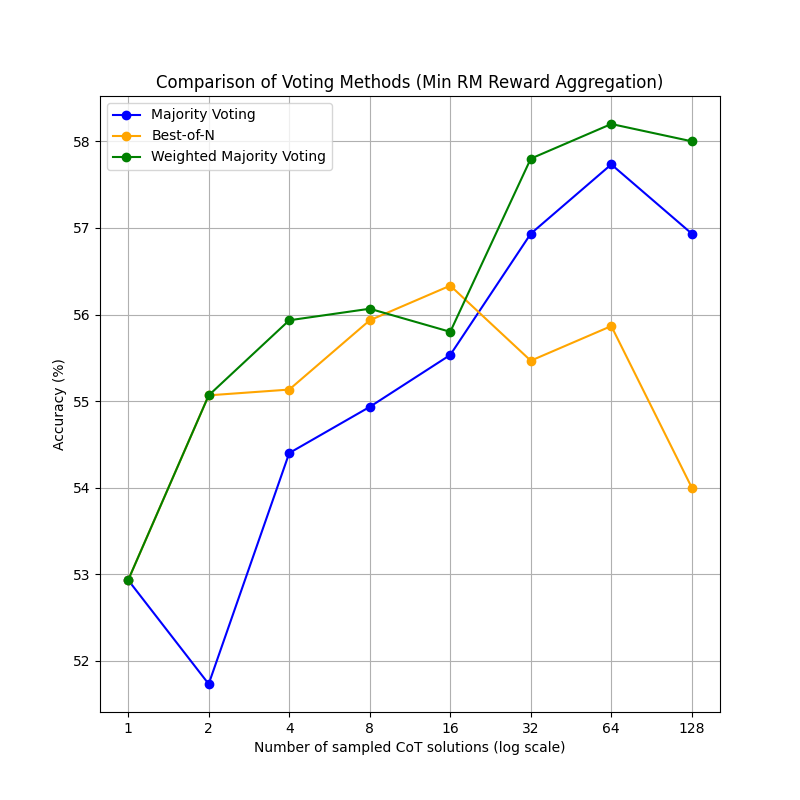 Comparison of Voting Methods (Min RM Reward Aggregation)
Majority Voting
Best-of-N
Weighted Majority Voting
58
57
56
55
54
53
52
Accuracy (%)
1 2 4 8 16 32 64 128
Number of sampled CoT solutions (log scale)